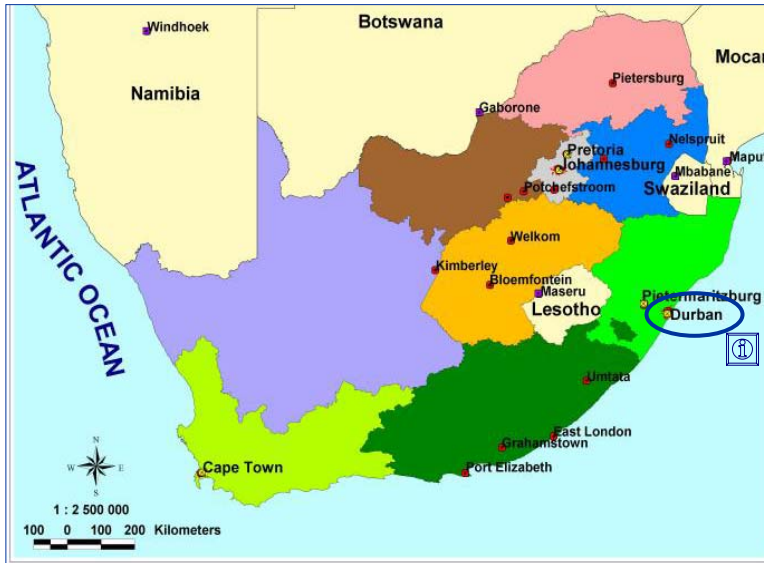 Windhoek
Botswana
Mocar
Namibia
Pietersburg
Gaborone
Nelspruit
Pretoria
Johannesburg
Maput
Mbabane
Swaziland
Potchefstroom
ATLANTIC OCEAN
Welkom
Kimberley
Bloemfontein
Maseru
Lesotho
Pietermaritzburg
Durban
i
Umtata
East London
Grahamstown
Port Elizabeth
Cape Town
N
W E
S
1 : 2 500 000
100 0 100 200 Kilometers